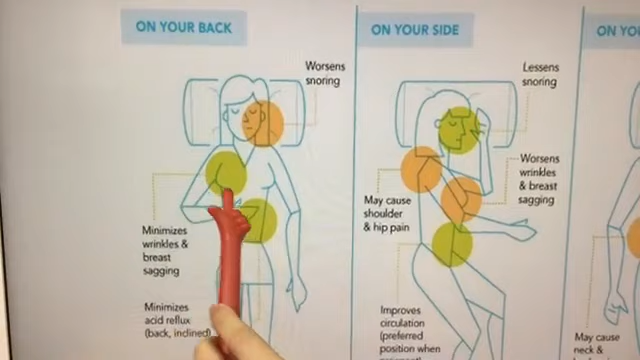 ON YOUR BACK
Worsens
snoring
Minimizes
wrinkles &
breast
sagging
Minimizes
acid reflux
(back, inclined)
ON YOUR SIDE
Lessens
snoring
Worsens
wrinkles
& breast
sagging
May cause
shoulder
& hip pain
Improves
circulation
(preferred
position when
ON YO
May cause
neck &